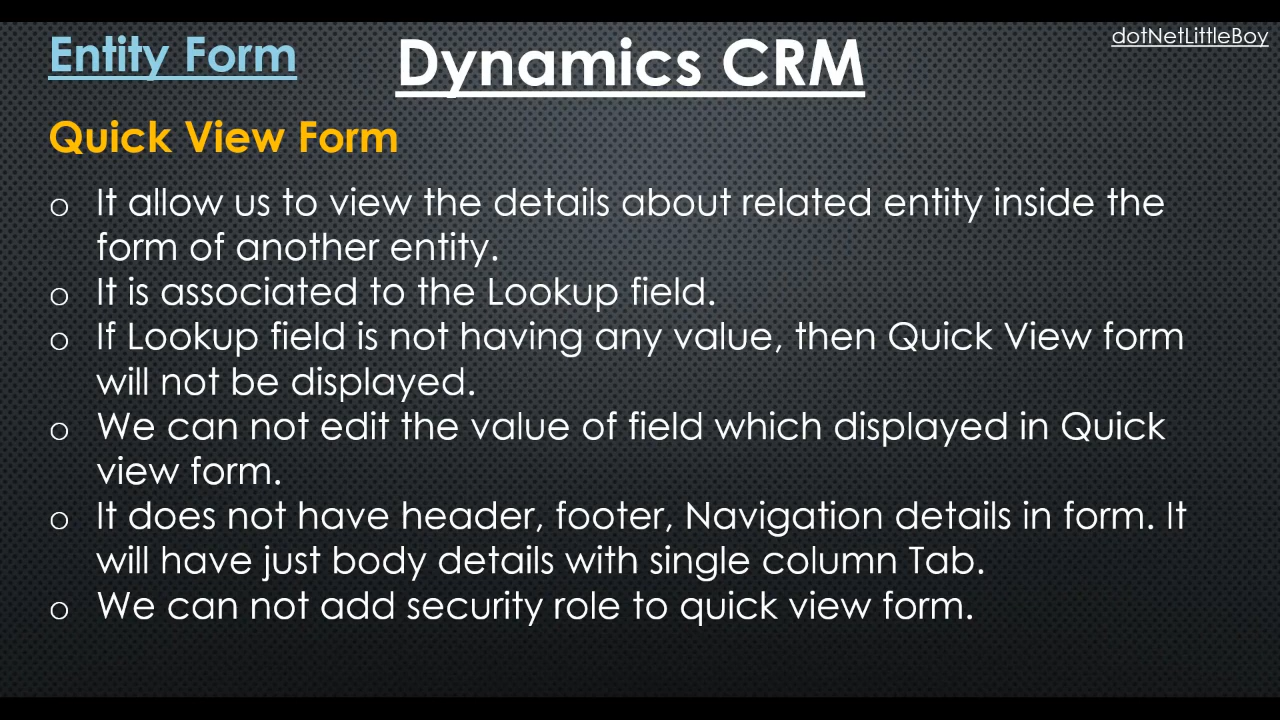 Entity Form
Dynamics CRM
dotNetLittleBoy
Quick View Form
o It allow us to view the details about related entity inside the
form of another entity.
o It is associated to the Lookup field.
o If Lookup field is not having any value, then Quick View form
will not be displayed.
o We can not edit the value of field which displayed in Quick
view form.
o It does not have header, footer, Navigation details in form. It
will have just body details with single column Tab.
o We can not add security role to quick view form.